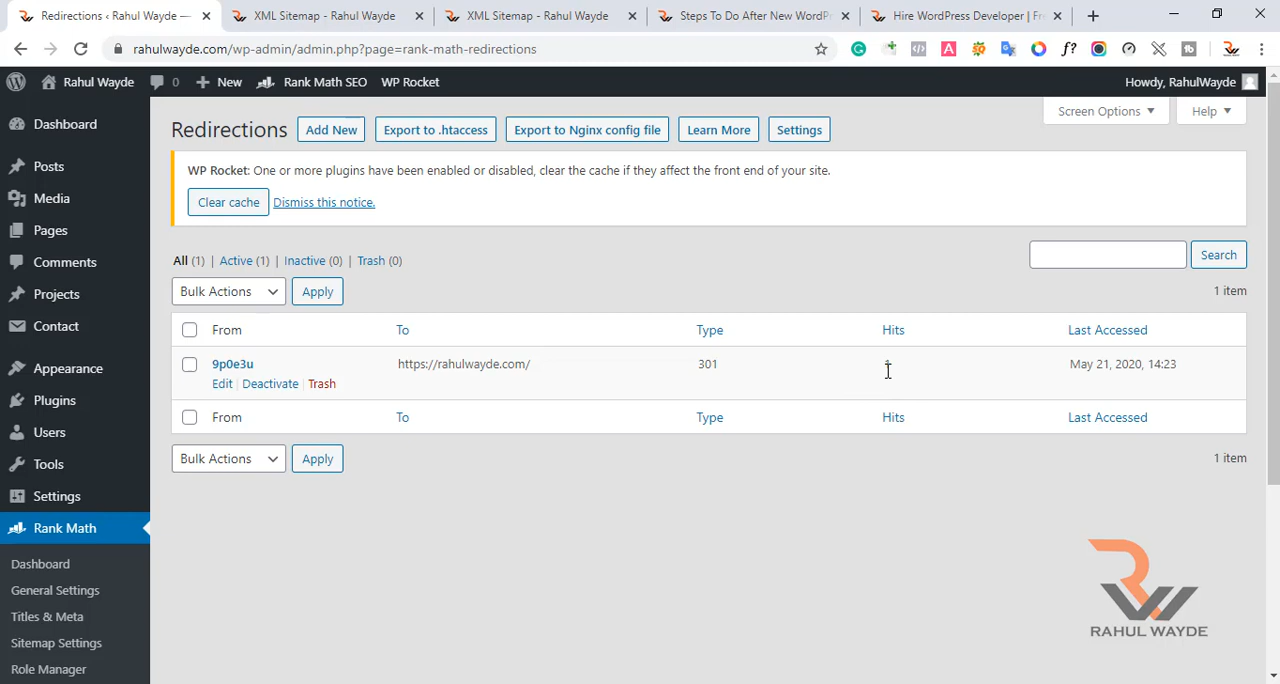 Redirections ‹ Rahul Wayde —
XML Sitemap - Rahul Wayde
XML Sitemap - Rahul Wayde
Steps To Do After New WordPr
Hire WordPress Developer | Fr
rahulwayde.com/wp-admin/admin.php?page=rank-math-redirections
Rahul Wayde 0 New Rank Math SEO WP Rocket Howdy, RahulWayde
Screen Options Help
Dashboard
Posts
Media
Pages
Comments
Projects
Contact
Appearance
Plugins
Users
Tools
Settings
Rank Math
Dashboard
General Settings
Titles & Meta
Sitemap Settings
Role Manager
Redirections Add New Export to .htaccess Export to Nginx config file Learn More Settings
WP Rocket: One or more plugins have been enabled or disabled, clear the cache if they affect the front end of your site.
Clear cache Dismiss this notice.
All (1) | Active (1) | Inactive (0) | Trash (0)
Search
Bulk Actions Apply 1 item
From To Type Hits Last Accessed
9p0e3u https://rahulwayde.com/ 301 May 21, 2020, 14:23
Edit | Deactivate | Trash
From To Type Hits Last Accessed
Bulk Actions Apply 1 item
RAHUL WAYDE